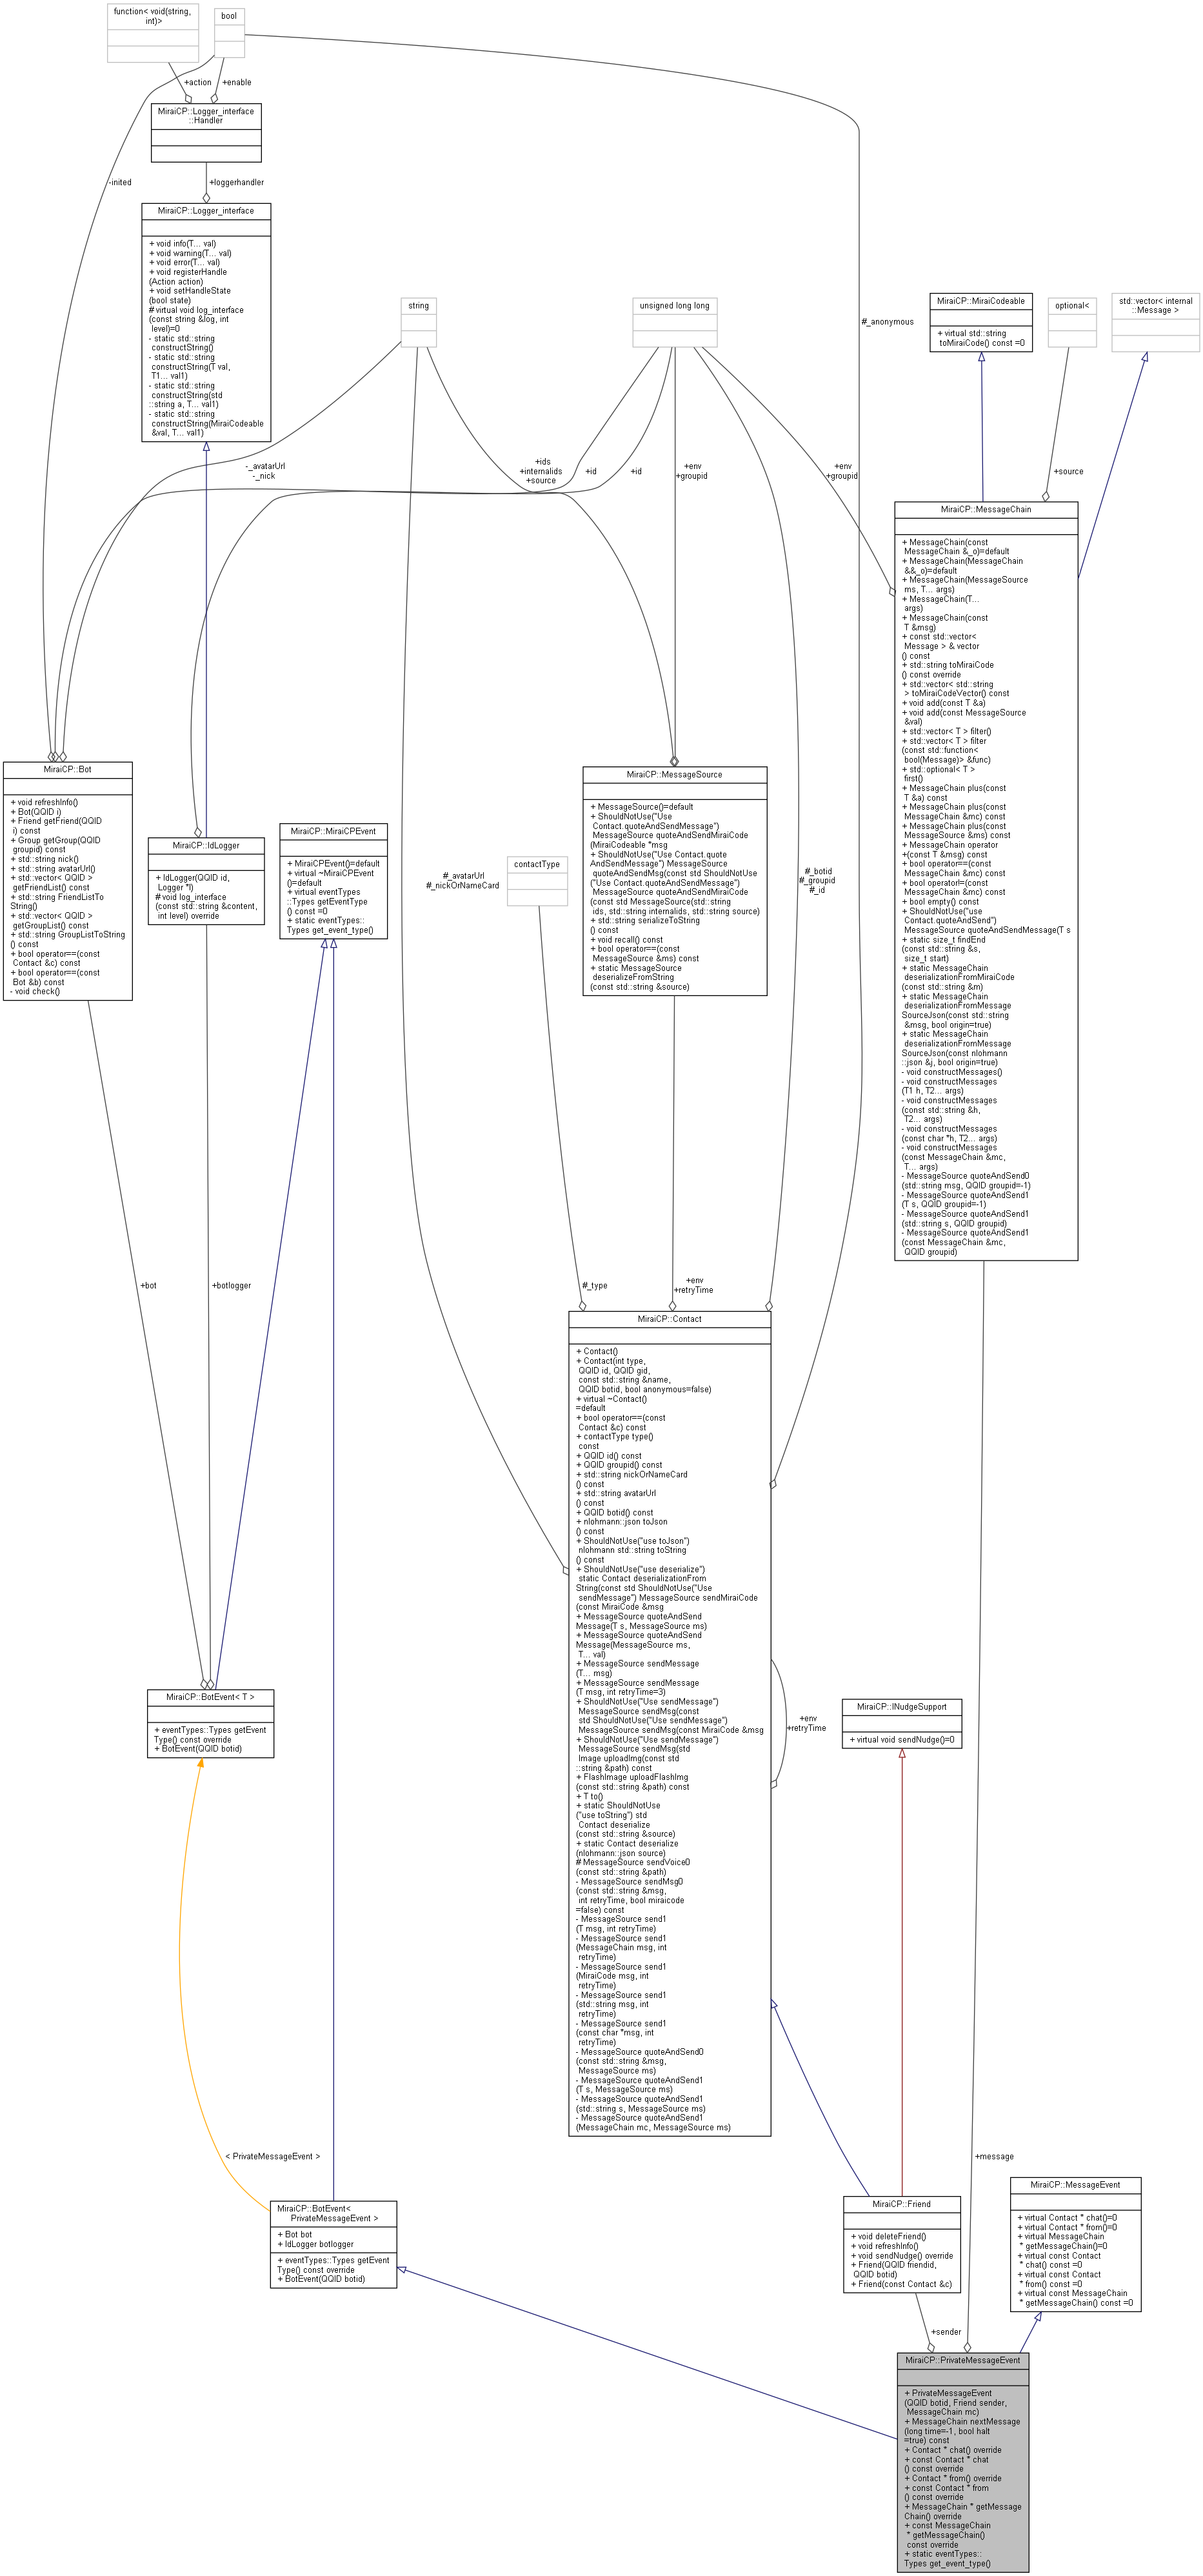 function< void(string,
int)>
bool
+action
+enable
MiraiCP::Logger_interface
::Handler
-inited
+loggerhandler
MiraiCP::Logger_interface
+ void info(T... val)
+ void warning(T... val)
+ void error(T... val)
+ void registerHandle
(Action action)
+ void setHandleState
(bool state)
# virtual void log_interface
(const string &log, int
level)=0
- static std::string
constructString()
- static std::string
constructString(T val,
T1... val1)
- static std::string
constructString(std
::string a, T... val1)
- static std::string
constructString(MiraiCodeable
&val, T... val1)
string
unsigned long long
#_anonymous
MiraiCP::MiraiCodeable
+ virtual std::string
toMiraiCode() const =0
optional<
std::vector< internal
::Message >
-_avatarUrl
-_nick
+ids
+internalids
+source
+id
+id
+env
+groupid
+env
+groupid
+source
MiraiCP::MessageChain
+ MessageChain(const
MessageChain &_o)=default
+ MessageChain(MessageChain
&&_o)=default
+ MessageChain(MessageSource
ms, T... args)
+ MessageChain(T...
args)
+ MessageChain(const
T &msg)
+ const std::vector<
Message > & vector
() const
+ std::string toMiraiCode
() const override
+ std::vector< std::string
> toMiraiCodeVector() const
+ void add(const T &a)
+ void add(const MessageSource
&val)
+ std::vector< T > filter()
+ std::vector< T > filter
(const std::function<
bool(Message)> &func)
+ std::optional< T >
first()
+ MessageChain plus(const
T &a) const
+ MessageChain plus(const
MessageChain &mc) const
+ MessageChain plus(const
MessageSource &ms) const
+ MessageChain operator
+(const T &msg) const
+ bool operator==(const
MessageChain &mc) const
+ bool operator!=(const
MessageChain &mc) const
+ bool empty() const
+ ShouldNotUse("use
Contact.quoteAndSend")
MessageSource quoteAndSendMessage(T s
+ static size_t findEnd
(const std::string &s,
size_t start)
+ static MessageChain
deserializationFromMiraiCode
(const std::string &m)
+ static MessageChain
deserializationFromMessage
SourceJson(const std::string
&msg, bool origin=true)
+ static MessageChain
deserializationFromMessage
SourceJson(const nlohmann
::json &j, bool origin=true)
- void constructMessages()
- void constructMessages
(T1 h, T2... args)
- void constructMessages
(const std::string &h,
T2... args)
- void constructMessages
(const char *h, T2... args)
- void constructMessages
(const MessageChain &mc,
T... args)
- MessageSource quoteAndSend0
(std::string msg, QQID groupid=-1)
- MessageSource quoteAndSend1
(T s, QQID groupid=-1)
- MessageSource quoteAndSend1
(std::string s, QQID groupid)
- MessageSource quoteAndSend1
(const MessageChain &mc,
QQID groupid)
MiraiCP::Bot
+ void refreshInfo()
+ Bot(QQID i)
+ Friend getFriend(QQID
i) const
+ Group getGroup(QQID
groupid) const
+ std::string nick()
+ std::string avatarUrl()
+ std::vector< QQID >
getFriendList() const
+ std::string FriendListTo
String()
+ std::vector< QQID >
getGroupList() const
+ std::string GroupListToString
() const
+ bool operator==(const
Contact &c) const
+ bool operator==(const
Bot &b) const
- void check()
MiraiCP::IdLogger
+ IdLogger(QQID id,
Logger *l)
# void log_interface
(const std::string &content,
int level) override
MiraiCP::MiraiCPEvent
+ MiraiCPEvent()=default
+ virtual ~MiraiCPEvent
()=default
+ virtual eventTypes
::Types getEventType
() const =0
+ static eventTypes::
Types get_event_type()
contactType
MiraiCP::MessageSource
+ MessageSource()=default
+ ShouldNotUse("Use
Contact.quoteAndSendMessage")
MessageSource quoteAndSendMiraiCode
(MiraiCodeable *msg
+ ShouldNotUse("Use Contact.quote
AndSendMessage") MessageSource
quoteAndSendMsg(const std ShouldNotUse
("Use Contact.quoteAndSendMessage")
MessageSource quoteAndSendMiraiCode
(const std MessageSource(std::string
ids, std::string internalids, std::string source)
+ std::string serializeToString
() const
+ void recall() const
+ bool operator==(const
MessageSource &ms) const
+ static MessageSource
deserializeFromString
(const std::string &source)
#_avatarUrl
#_nickOrNameCard
#_botid
#_groupid
#_id
+bot
+botlogger
#_type
+env
+retryTime
MiraiCP::Contact
+ Contact()
+ Contact(int type,
QQID id, QQID gid,
const std::string &name,
QQID botid, bool anonymous=false)
+ virtual ~Contact()
=default
+ bool operator==(const
Contact &c) const
+ contactType type()
const
+ QQID id() const
+ QQID groupid() const
+ std::string nickOrNameCard
() const
+ std::string avatarUrl
() const
+ QQID botid() const
+ nlohmann::json toJson
() const
+ ShouldNotUse("use toJson")
nlohmann std::string toString
() const
+ ShouldNotUse("use deserialize")
static Contact deserializationFrom
String(const std ShouldNotUse("Use
sendMessage") MessageSource sendMiraiCode
(const MiraiCode &msg
+ MessageSource quoteAndSend
Message(T s, MessageSource ms)
+ MessageSource quoteAndSend
Message(MessageSource ms,
T... val)
+ MessageSource sendMessage
(T... msg)
+ MessageSource sendMessage
(T msg, int retryTime=3)
+ ShouldNotUse("Use sendMessage")
MessageSource sendMsg(const
std ShouldNotUse("Use sendMessage")
MessageSource sendMsg(const MiraiCode &msg
+ ShouldNotUse("Use sendMessage")
MessageSource sendMsg(std
Image uploadImg(const std
::string &path) const
+ FlashImage uploadFlashImg
(const std::string &path) const
+ T to()
+ static ShouldNotUse
("use toString") std
Contact deserialize
(const std::string &source)
+ static Contact deserialize
(nlohmann::json source)
# MessageSource sendVoice0
(const std::string &path)
- MessageSource sendMsg0
(const std::string &msg,
int retryTime, bool miraicode
=false) const
- MessageSource send1
(T msg, int retryTime)
- MessageSource send1
(MessageChain msg, int
retryTime)
- MessageSource send1
(MiraiCode msg, int
retryTime)
- MessageSource send1
(std::string msg, int
retryTime)
- MessageSource send1
(const char *msg, int
retryTime)
- MessageSource quoteAndSend0
(const std::string &msg,
MessageSource ms)
- MessageSource quoteAndSend1
(T s, MessageSource ms)
- MessageSource quoteAndSend1
(std::string s, MessageSource ms)
- MessageSource quoteAndSend1
(MessageChain mc, MessageSource ms)
+env
+retryTime
MiraiCP::BotEvent< T >
+ eventTypes::Types getEvent
Type() const override
+ BotEvent(QQID botid)
MiraiCP::INudgeSupport
+ virtual void sendNudge()=0
< PrivateMessageEvent >
+message
MiraiCP::BotEvent<
PrivateMessageEvent >
+ Bot bot
+ IdLogger botlogger
+ eventTypes::Types getEvent
Type() const override
+ BotEvent(QQID botid)
MiraiCP::Friend
+ void deleteFriend()
+ void refreshInfo()
+ void sendNudge() override
+ Friend(QQID friendid,
QQID botid)
+ Friend(const Contact &c)
MiraiCP::MessageEvent
+ virtual Contact * chat()=0
+ virtual Contact * from()=0
+ virtual MessageChain
* getMessageChain()=0
+ virtual const Contact
* chat() const =0
+ virtual const Contact
* from() const =0
+ virtual const MessageChain
* getMessageChain() const =0
+sender
MiraiCP::PrivateMessageEvent
+ PrivateMessageEvent
(QQID botid, Friend sender,
MessageChain mc)
+ MessageChain nextMessage
(long time=-1, bool halt
=true) const
+ Contact * chat() override
+ const Contact * chat
() const override
+ Contact * from() override
+ const Contact * from
() const override
+ MessageChain * getMessage
Chain() override
+ const MessageChain
* getMessageChain()
const override
+ static eventTypes::
Types get_event_type()